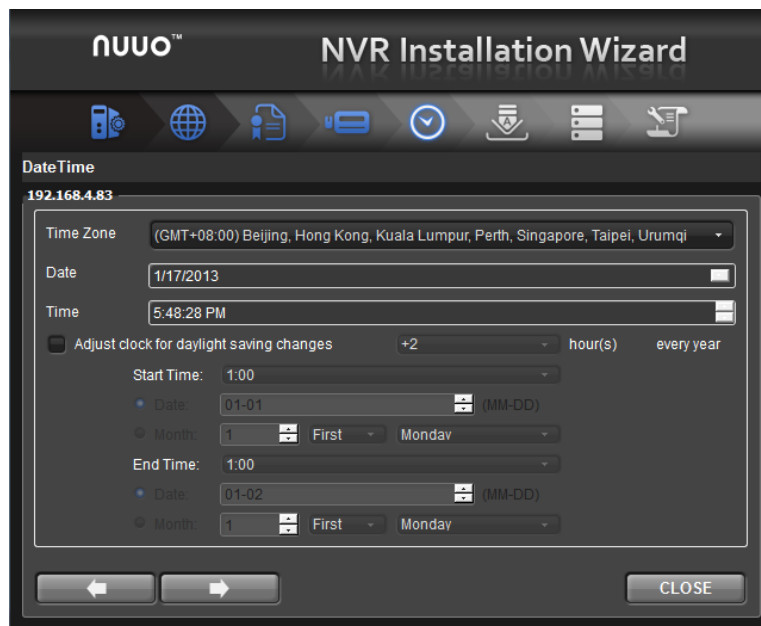 nuuo™ NVR Installation Wizard
DateTime
192.168.4.83
Time Zone (GMT+08:00) Beijing, Hong Kong, Kuala Lumpur, Perth, Singapore, Taipei, Urumqi
Date 1/17/2013
Time 5:48:28 PM
Adjust clock for daylight saving changes +2 hour(s) every year
Start Time: 1:00
Date: 01-01 (MM-DD)
Month: 1 First Monday
End Time: 1:00
Date: 01-02 (MM-DD)
Month: 1 First Monday
CLOSE